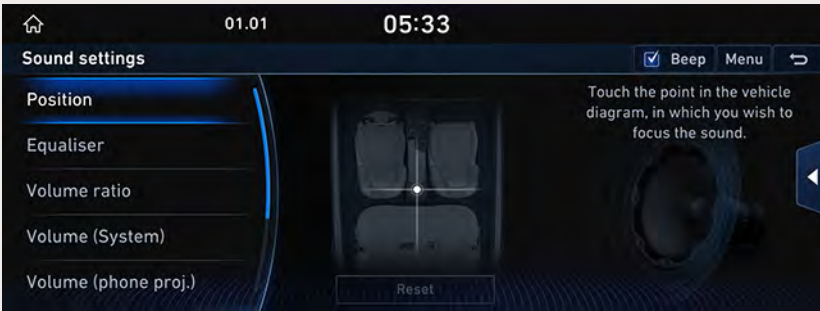 01.01
05:33
Sound settings
Beep
Menu
Position
Equaliser
Volume ratio
Volume (System)
Volume (phone proj.)
Touch the point in the vehicle
diagram, in which you wish to
focus the sound.
Reset